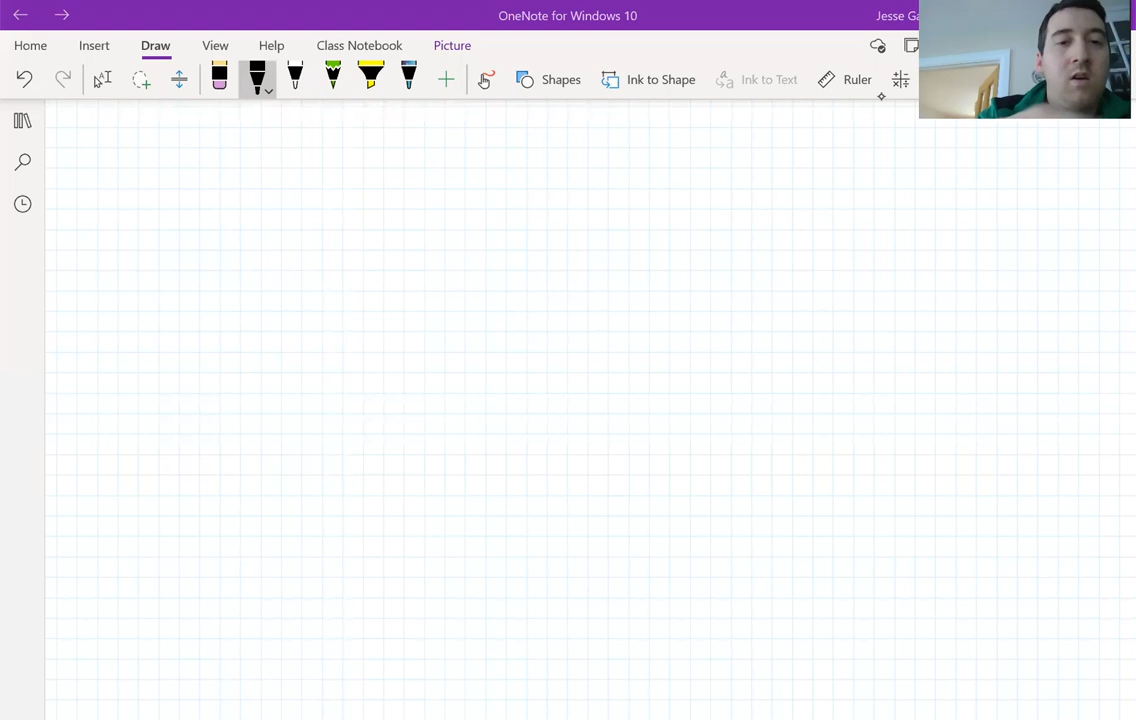 OneNote for Windows 10
Jesse Ga
Home Insert Draw View Help Class Notebook Picture
Shapes Ink to Shape Ink to Text Ruler